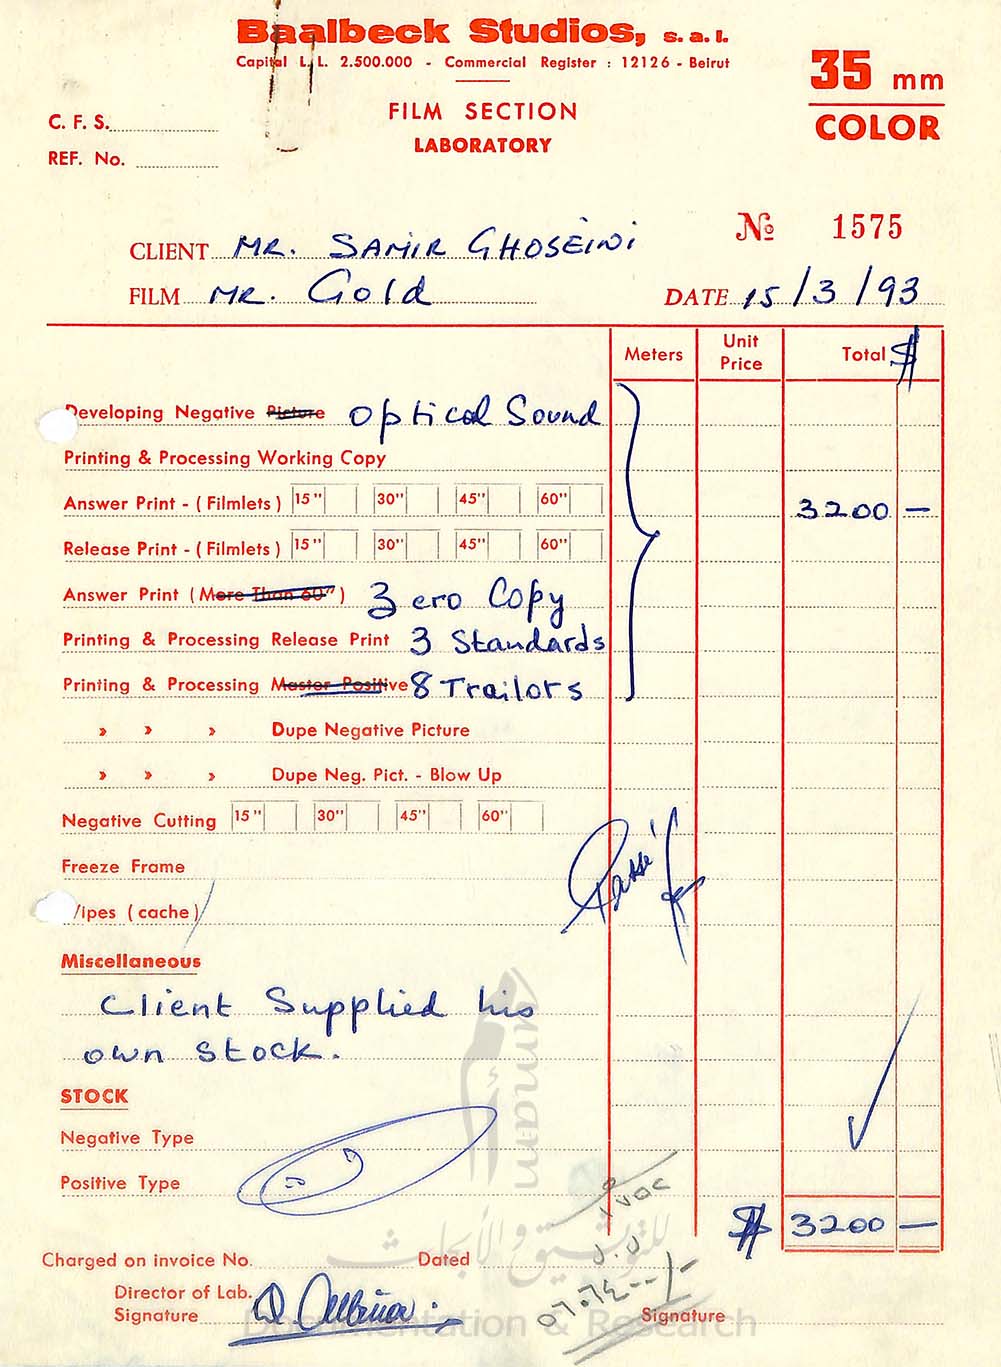 Baalbeck Studios, s.a.l.
Capital L.L. 2.500.000 - Commercial Register : 12126 - Beirut
35 mm
COLOR
FILM SECTION
LABORATORY
C. F. S.
REF. No.
№ 1575
CLIENT MR. SAMIR GHOSEINI
FILM MR. Gold
DATE 15/3/93
Meters
Unit Price
Total $
Developing Negative Picture Optical Sound
Printing & Processing Working Copy
Answer Print - ( Filmlets ) 15" 30" 45" 60"
3200 —
Release Print - ( Filmlets ) 15" 30" 45" 60"
Answer Print ( More Than 60" ) Zero Copy
Printing & Processing Release Print 3 Standards
Printing & Processing Master Positive 8 Trailors
» » » Dupe Negative Picture
» » » Dupe Neg. Pict. - Blow Up
Negative Cutting 15" 30" 45" 60"
Freeze Frame
Wipes ( cache )
Passé
Miscellaneous
Client Supplied his
own Stock.
STOCK
Negative Type
Positive Type
$ 3200 —
Charged on invoice No. Dated
Director of Lab.
Signature
Signature
umam
للتوثيق و الأبحاث
Documentation & Research